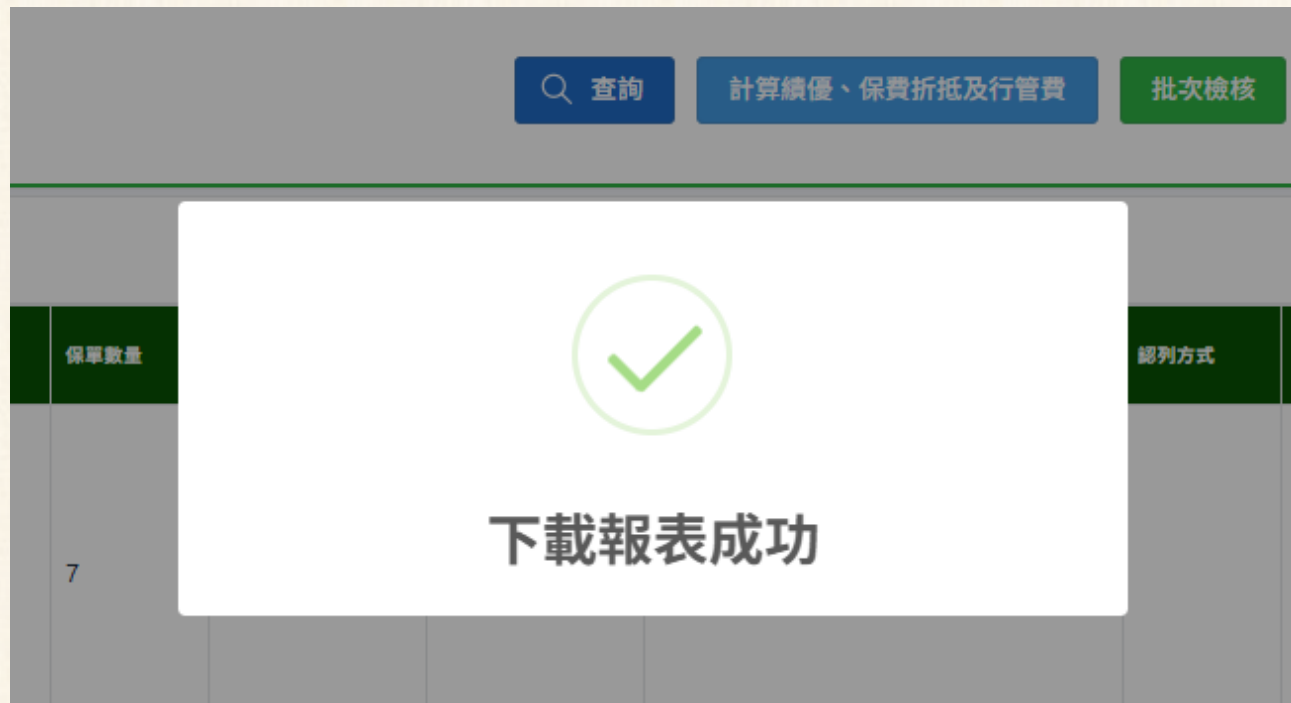 查詢
計算績優、保費折抵及行管費
批次檢核
保單數量
認列方式
下載報表成功
7